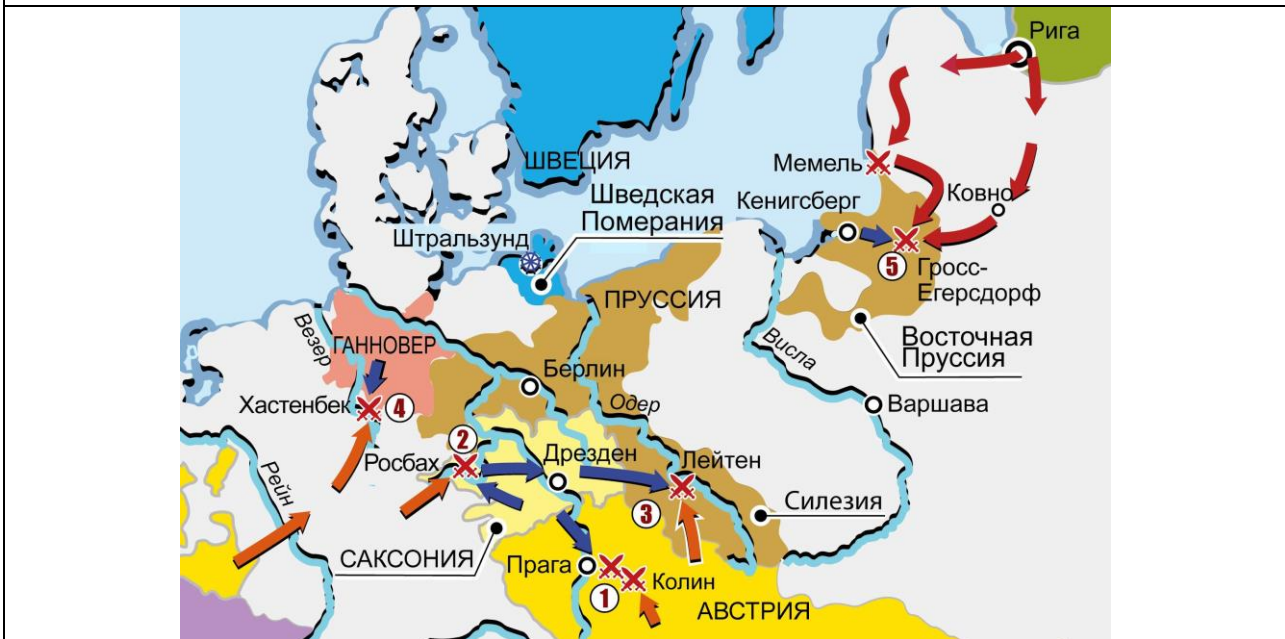 Рига
ШВЕЦИЯ
Мемель
Ковно
Шведская
Померания
Кенигсберг
Штральзунд
5
Гросс-
Егерсдорф
ПРУССИЯ
Везер
ГАННОВЕР
Висла
Восточная
Пруссия
Берлин
Хастенбек
4
Одер
Варшава
2
Росбах
Дрезден
Лейтен
Рейн
3
Силезия
САКСОНИЯ
Прага
1
Колин
АВСТРИЯ